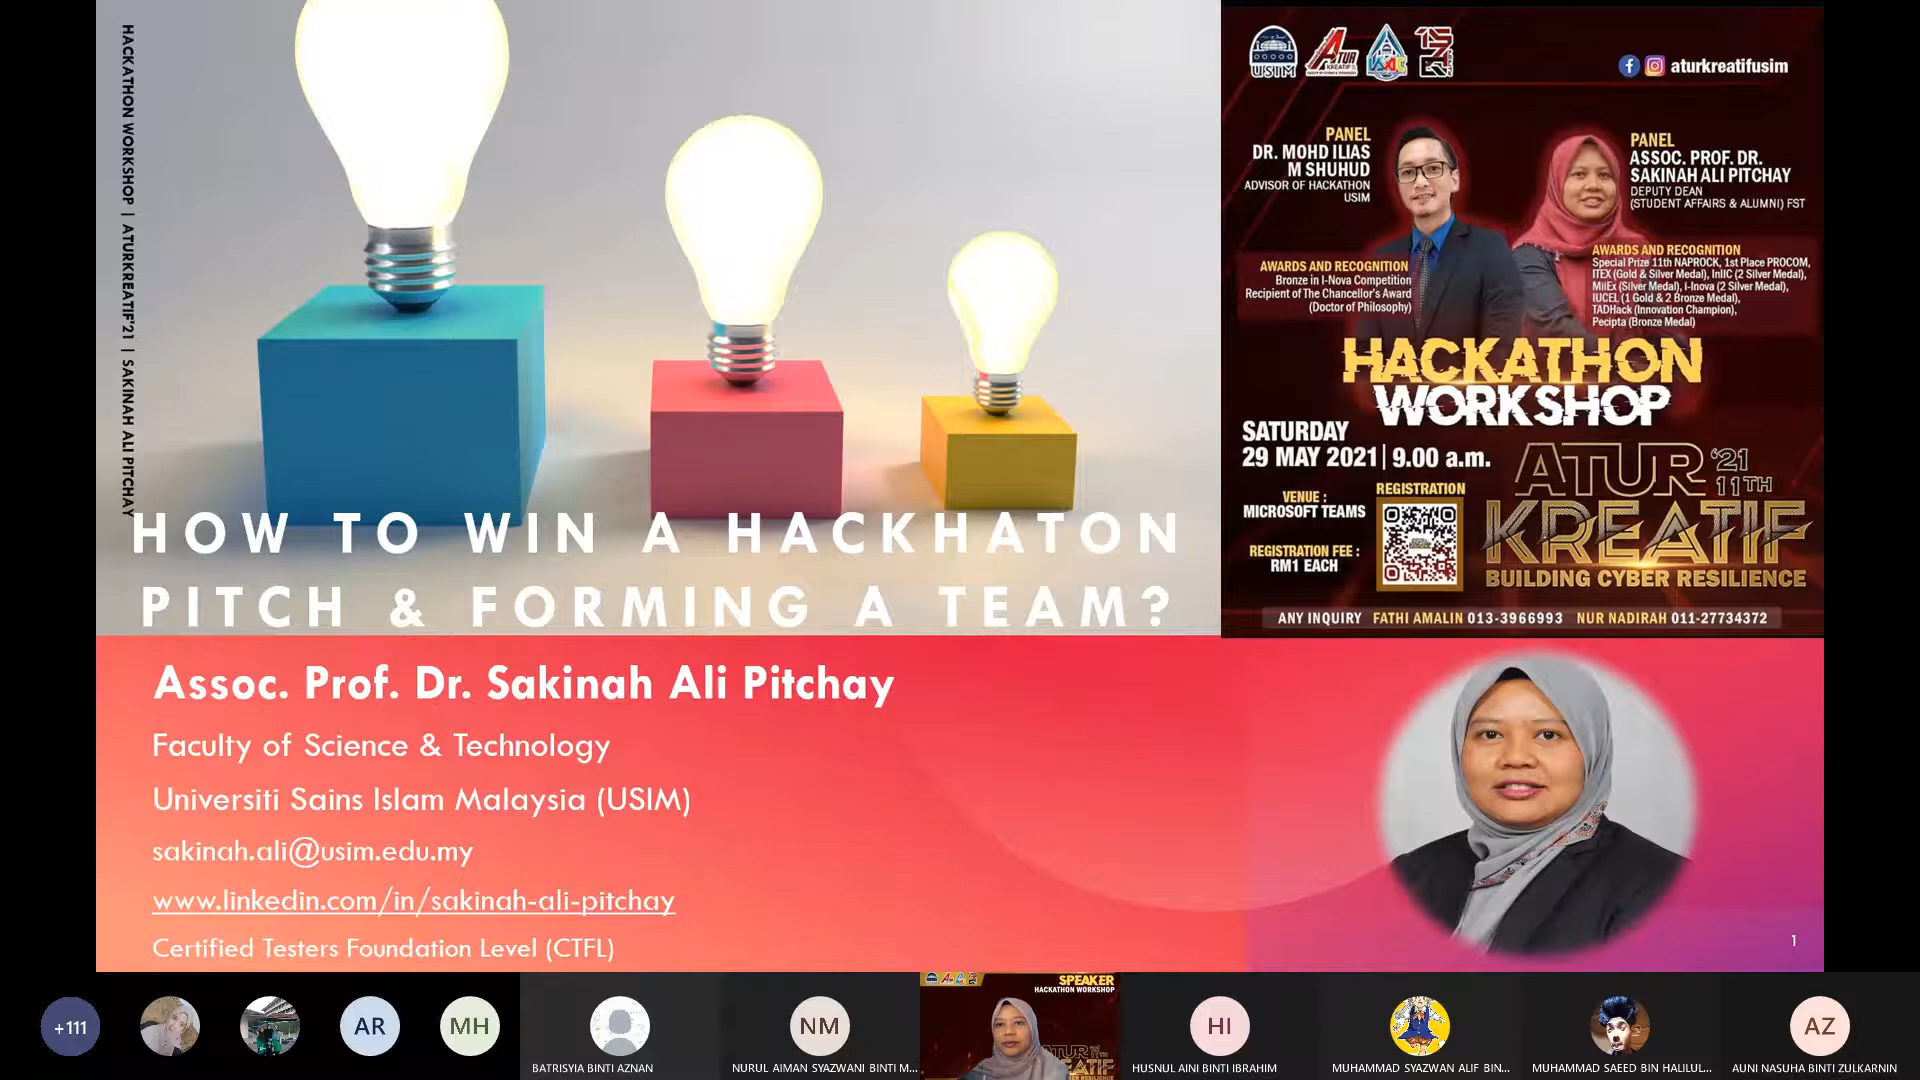 HACKATHON WORKSHOP | ATURKREATIF'21 | SAKINAH ALI PITCHAY
HOW TO WIN A HACKHATON
PITCH & FORMING A TEAM?
Assoc. Prof. Dr. Sakinah Ali Pitchay
Faculty of Science & Technology
Universiti Sains Islam Malaysia (USIM)
sakinah.ali@usim.edu.my
www.linkedin.com/in/sakinah-ali-pitchay
Certified Testers Foundation Level (CTFL)
1
USIM
ATUR
aturkreatifusim
PANEL
DR. MOHD ILIAS
M SHUHUD
ADVISOR OF HACKATHON
USIM
AWARDS AND RECOGNITION
Bronze in I-Nova Competition
Recipient of The Chancellor's Award
(Doctor of Philosophy)
PANEL
ASSOC. PROF. DR.
SAKINAH ALI PITCHAY
DEPUTY DEAN
(STUDENT AFFAIRS & ALUMNI) FST
AWARDS AND RECOGNITION
Special Prize 11th NAPROCK, 1st Place PROCOM,
ITEX (Gold & Silver Medal), InIIC (2 Silver Medal),
MiiEx (Silver Medal), i-Inova (2 Silver Medal),
IUCEL (1 Gold & 2 Bronze Medal),
TADHack (Innovation Champion),
Pecipta (Bronze Medal)
HACKATHON
WORKSHOP
SATURDAY
29 MAY 2021 | 9.00 a.m.
VENUE :
MICROSOFT TEAMS
REGISTRATION FEE :
RM1 EACH
REGISTRATION
ATUR '21
11TH
KREATIF
BUILDING CYBER RESILIENCE
ANY INQUIRY FATHI AMALIN 013-3966993 NUR NADIRAH 011-27734372
+111
AR
MH
BATRISYIA BINTI AZNAN
NM
NURUL AIMAN SYAZWANI BINTI M...
SPEAKER
HACKATHON WORKSHOP
HI
HUSNUL AINI BINTI IBRAHIM
MUHAMMAD SYAZWAN ALIF BIN...
MUHAMMAD SAEED BIN HALILUL...
AZ
AUNI NASUHA BINTI ZULKARNIN